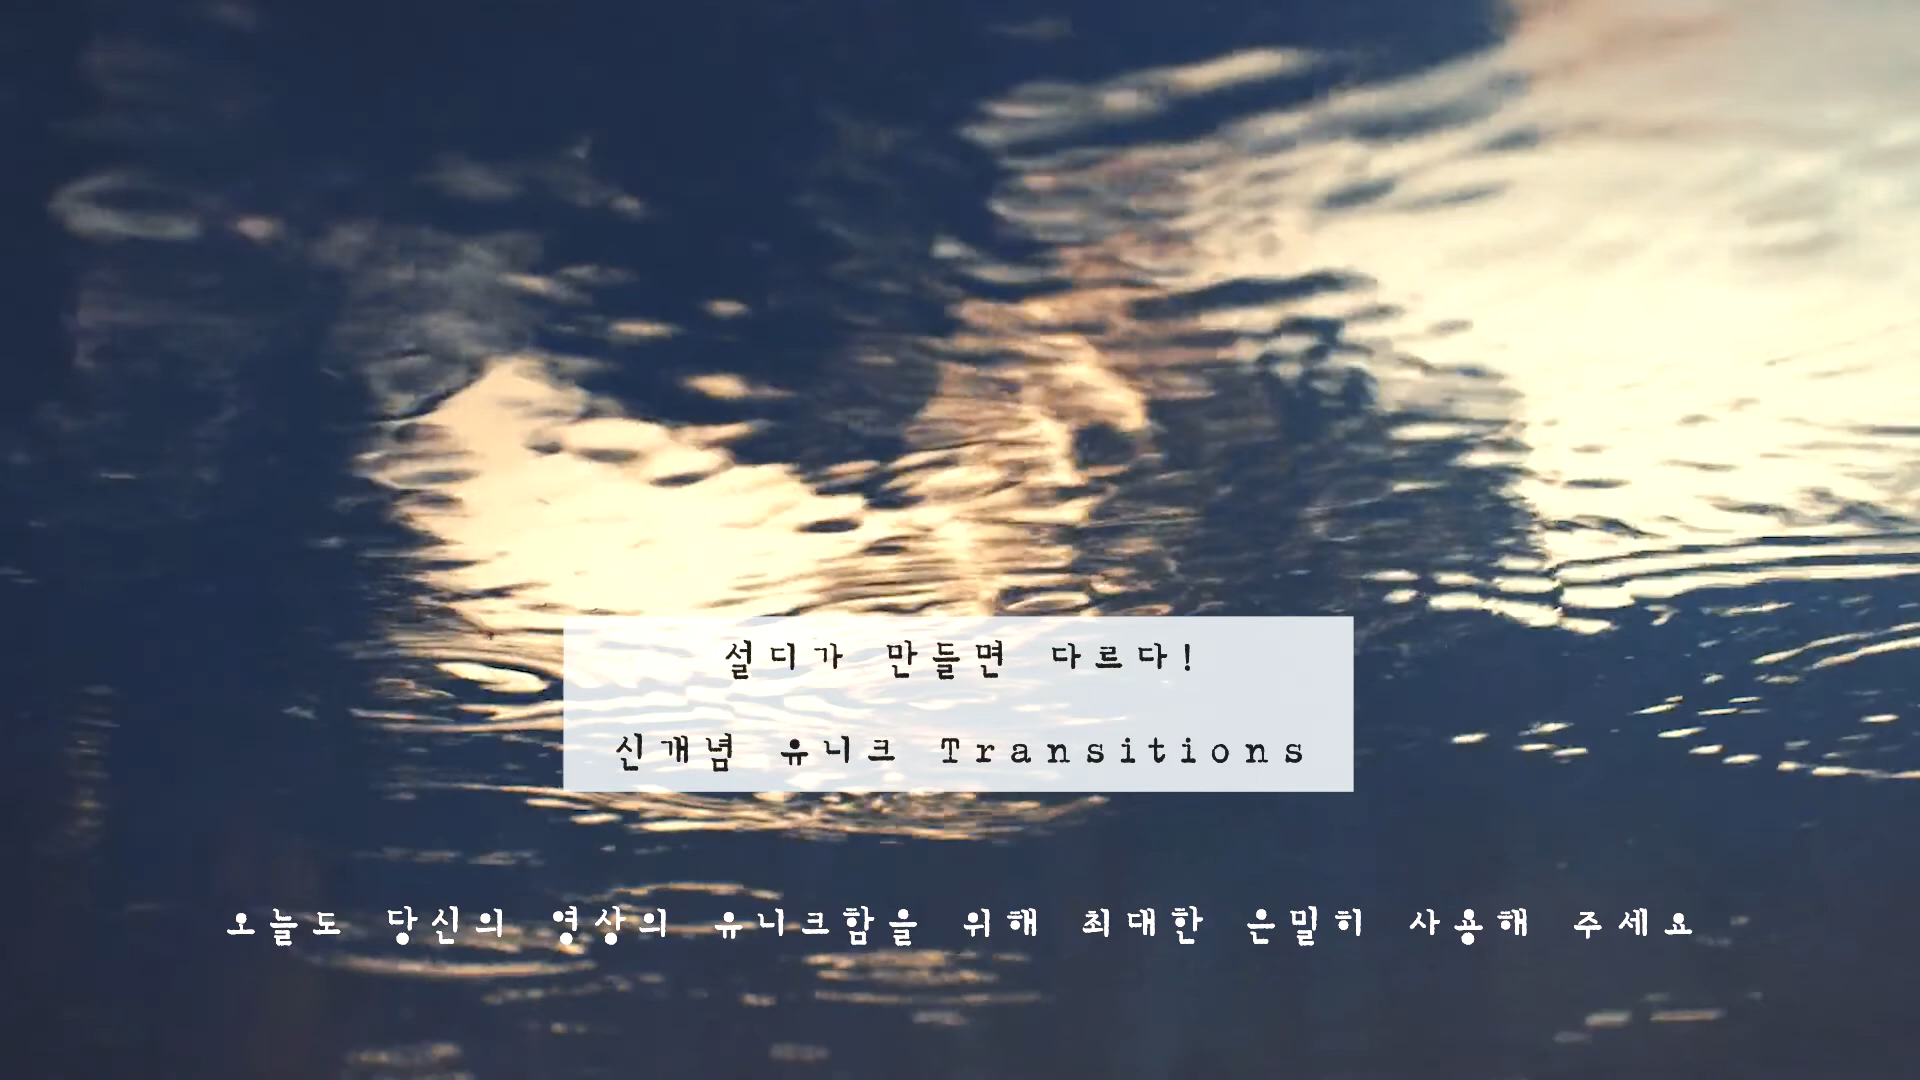 설디가 만들면 다르다!
신개념 유니크 Transitions
오늘도 당신의 영상의 유니크함을 위해 최대한 은밀히 사용해 주세요